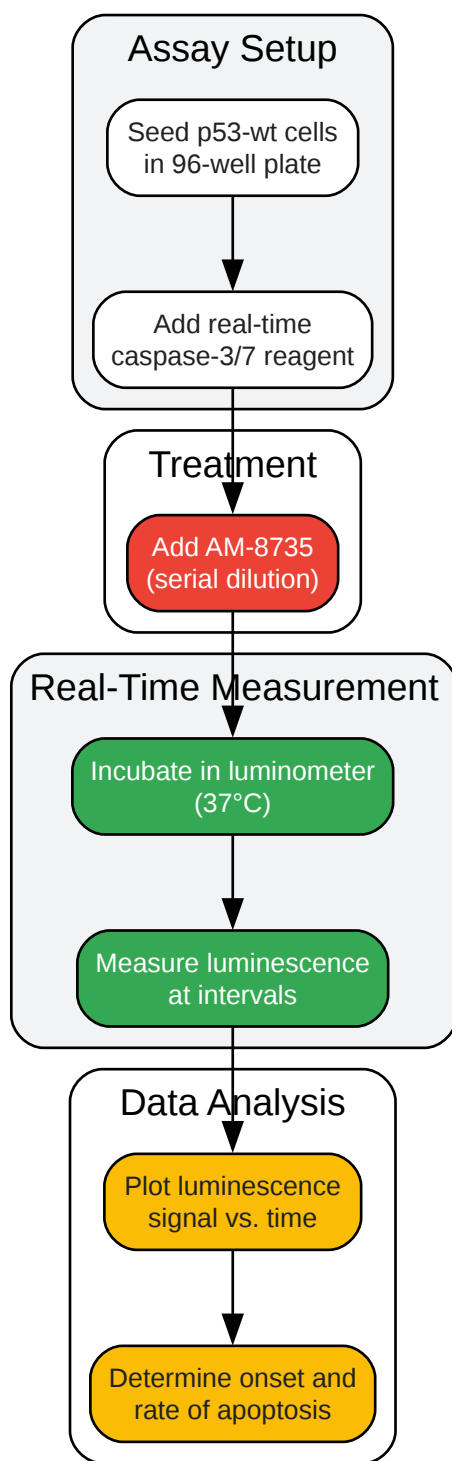 Assay Setup
Seed p53-wt cells
in 96-well plate
Add real-time
caspase-3/7 reagent
Treatment
Add AM-8735
(serial dilution)
Real-Time Measurement
Incubate in luminometer
(37°C)
Measure luminescence
at intervals
Data Analysis
Plot luminescence
signal vs. time
Determine onset and
rate of apoptosis